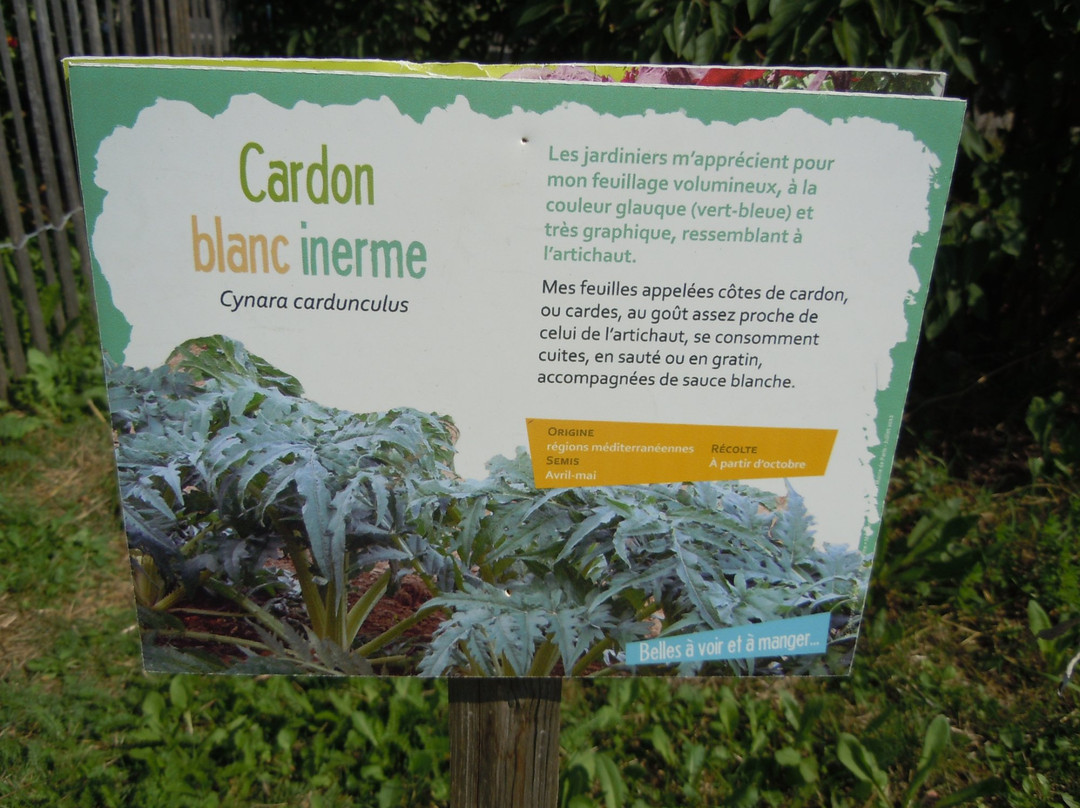 Cardon
blanc inerme
Cynara cardunculus
Les jardiniers m'apprécient pour
mon feuillage volumineux, à la
couleur glauque (vert-bleue) et
très graphique, ressemblant à
l'artichaut.
Mes feuilles appelées côtes de cardon,
ou cardes, au goût assez proche de
celui de l'artichaut, se consomment
cuites, en sauté ou en gratin,
accompagnées de sauce blanche.
ORIGINE
régions méditerranéennes
SEMIS
Avril-mai
RÉCOLTE
À partir d'octobre
Belles à voir et à manger...